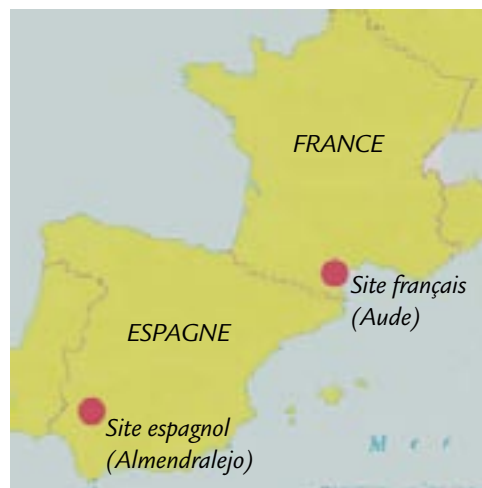 FRANCE
Site français
(Aude)
ESPAGNE
Site espagnol
(Almendralejo)
M e r